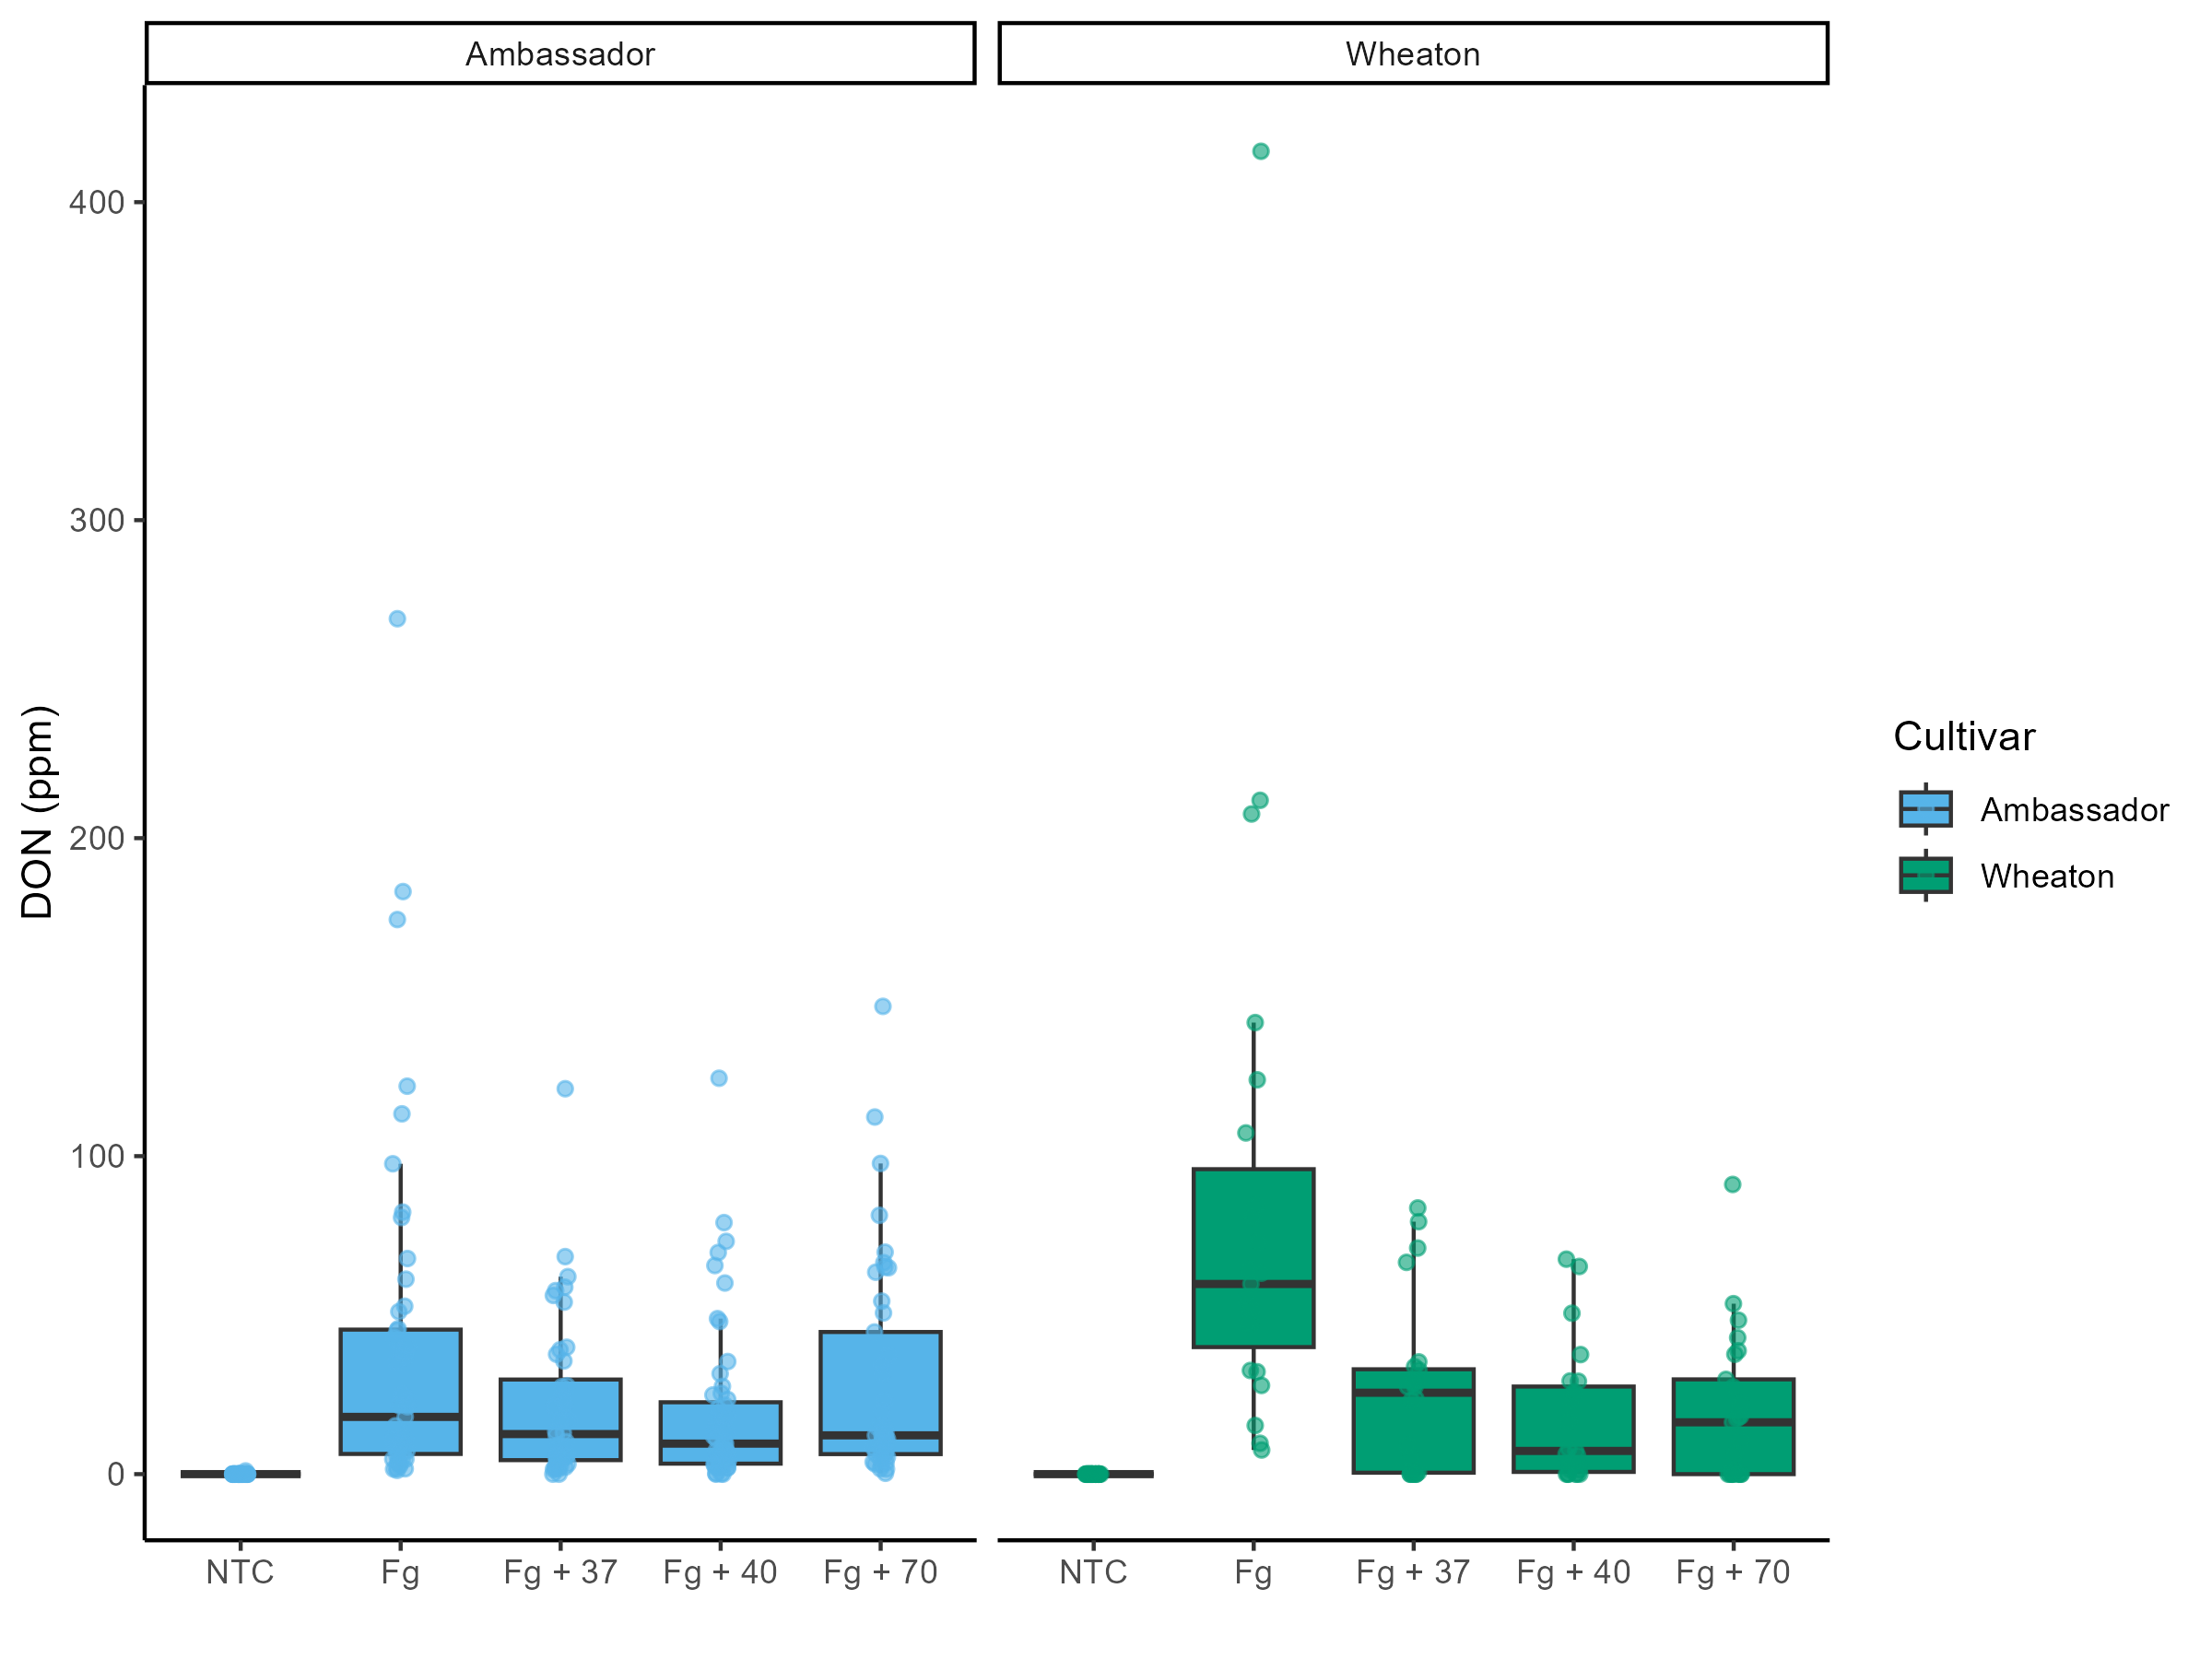 Ambassador
Wheaton
DON (ppm)
400
300
200
100
0
NTC
Fg
Fg + 37
Fg + 40
Fg + 70
NTC
Fg
Fg + 37
Fg + 40
Fg + 70
Cultivar
Ambassador
Wheaton